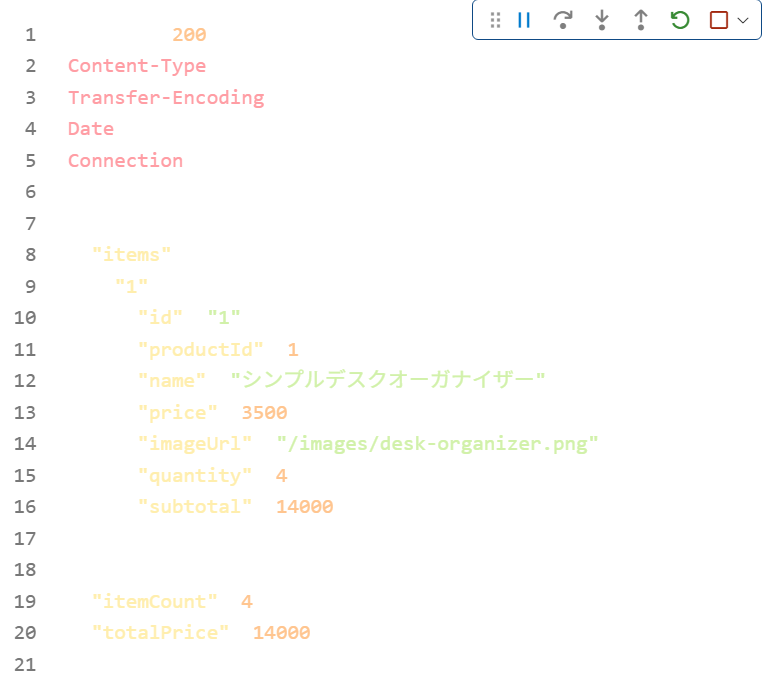 1 200
2 Content-Type
3 Transfer-Encoding
4 Date
5 Connection
6
7
8 "items"
9 "1"
10 "id" "1"
11 "productId" 1
12 "name" "シンプルデスクオーガナイザー"
13 "price" 3500
14 "imageUrl" "/images/desk-organizer.png"
15 "quantity" 4
16 "subtotal" 14000
17
18
19 "itemCount" 4
20 "totalPrice" 14000
21